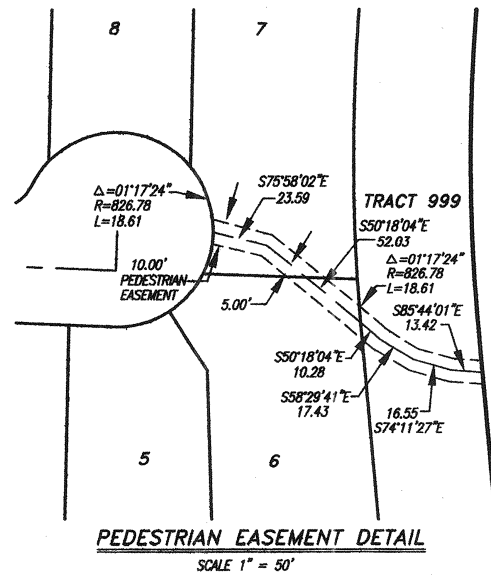 8
7
Δ=01°17'24"
R=826.78
L=18.61
S75°58'02"E
23.59
TRACT 999
S50°18'04"E
52.03
Δ=01°17'24"
R=826.78
L=18.61
10.00'
PEDESTRIAN
EASEMENT
5.00'
S85°44'01"E
13.42
S50°18'04"E
10.28
S58°29'41"E
17.43
16.55
S74°11'27"E
5
6
PEDESTRIAN EASEMENT DETAIL
SCALE 1" = 50'